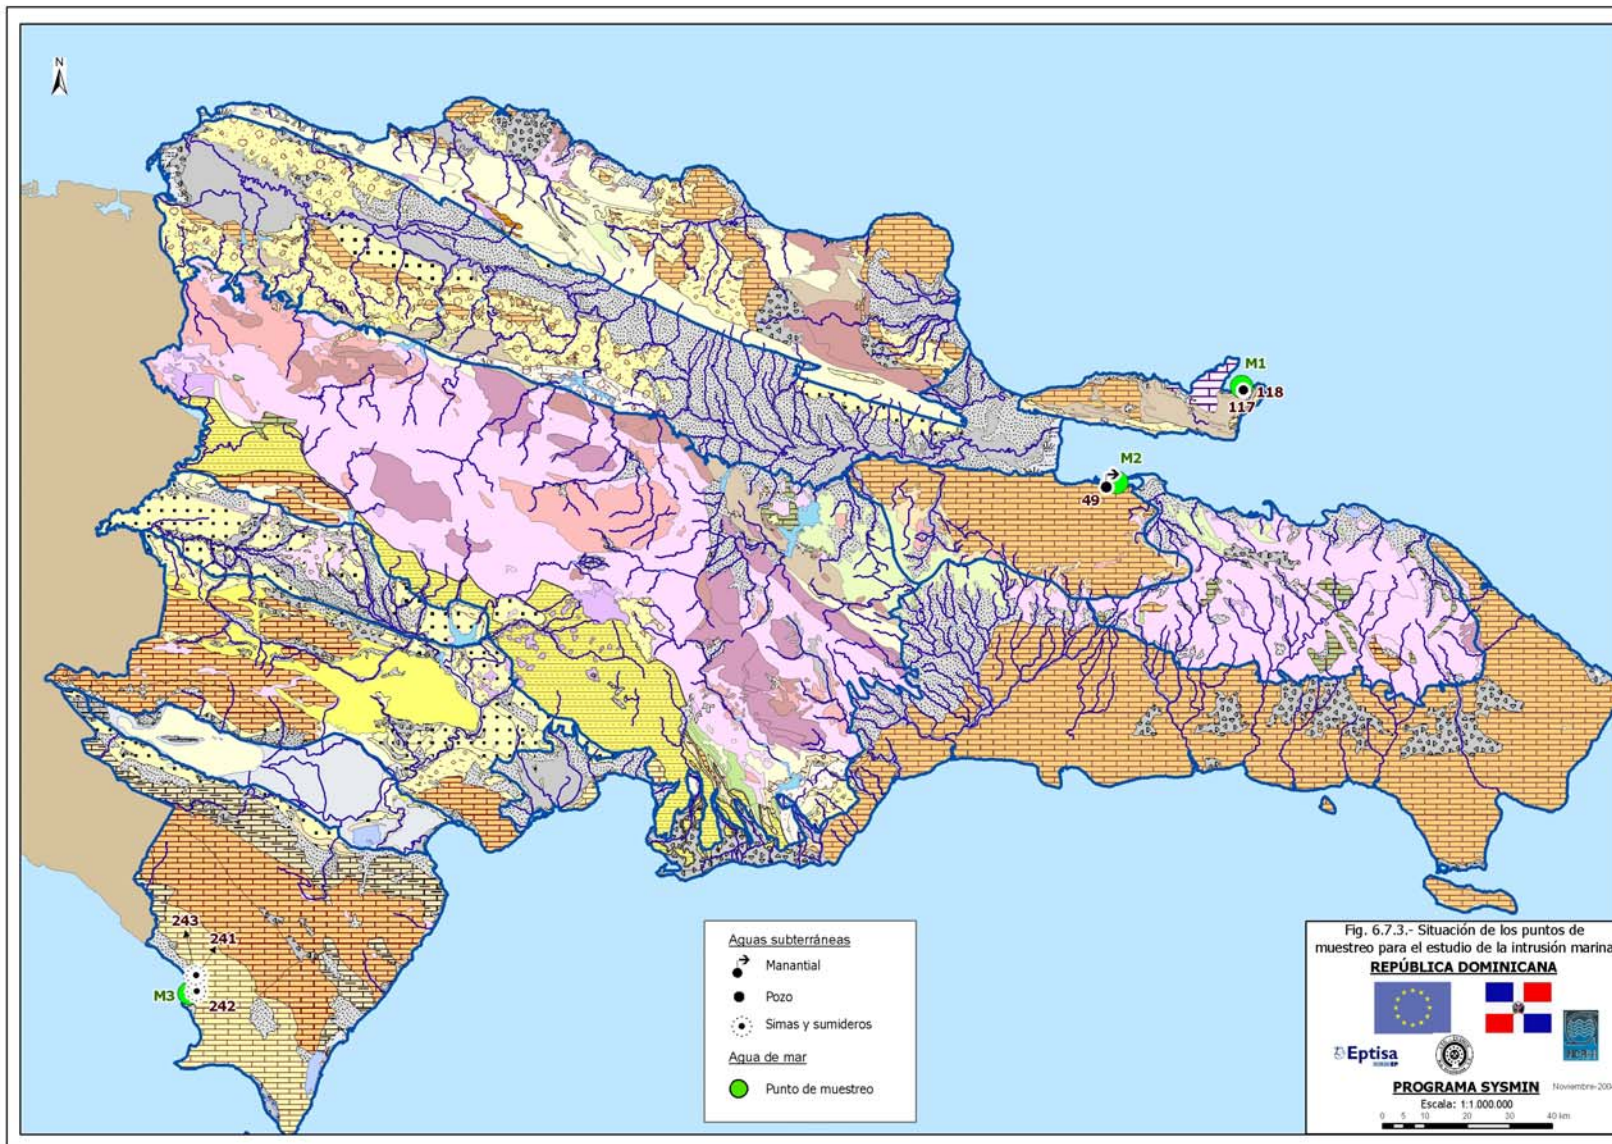 N
M1
118
117
M2
49
243
241
M3
242
Aguas subterráneas
Manantial
Pozo
Simas y sumideros
Agua de mar
Punto de muestreo
Fig. 6.7.3.- Situación de los puntos de
muestreo para el estudio de la intrusión marina
REPÚBLICA DOMINICANA
Eptisa
PROGRAMA SYSMIN
Escala: 1:1.000.000
0 5 10 20 30 40 km